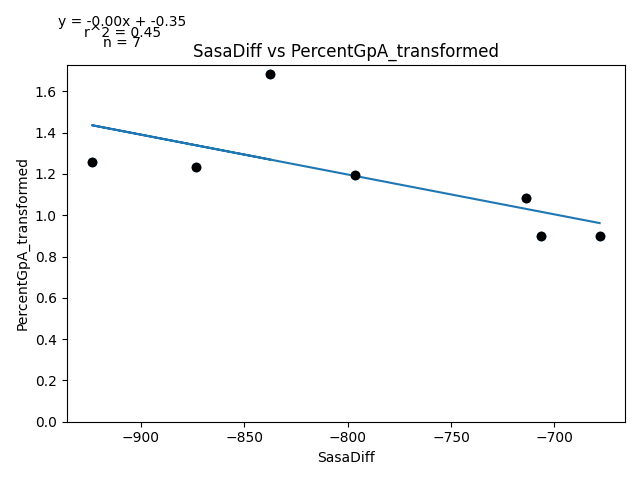 y = -0.00x + -0.35
r^2 = 0.45
n = 7
SasaDiff vs PercentGpA_transformed
PercentGpA_transformed
1.6
1.4
1.2
1.0
0.8
0.6
0.4
0.2
0.0
−900
−850
−800
−750
−700
SasaDiff